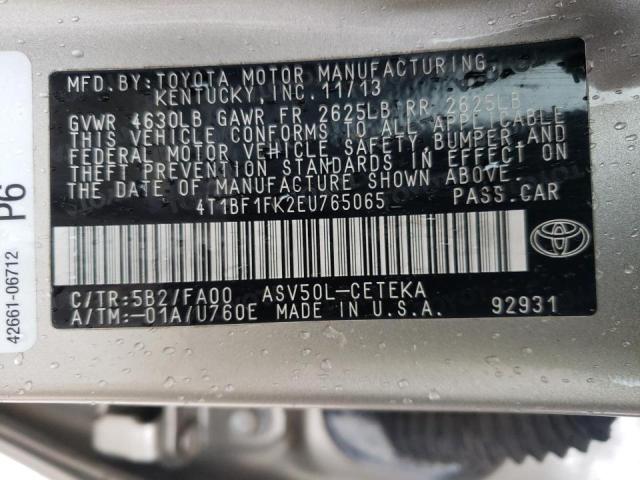 MFD.BY: TOYOTA MOTOR MANUFACTURING,
KENTUCKY, INC. 11/13
GVWR 4630LB GAWR FR 2625LB RR 2625LB
THIS VEHICLE CONFORMS TO ALL APPLICABLE
FEDERAL MOTOR VEHICLE SAFETY, BUMPER, AND
THEFT PREVENTION STANDARDS IN EFFECT ON
THE DATE OF MANUFACTURE SHOWN ABOVE.
4T1BF1FK2EU765065 PASS.CAR
C/TR:5B2/FA00 ASV50L-CETEKA
A/TM:-01A/U760E MADE IN U.S.A. 92931
P6
42661-06712